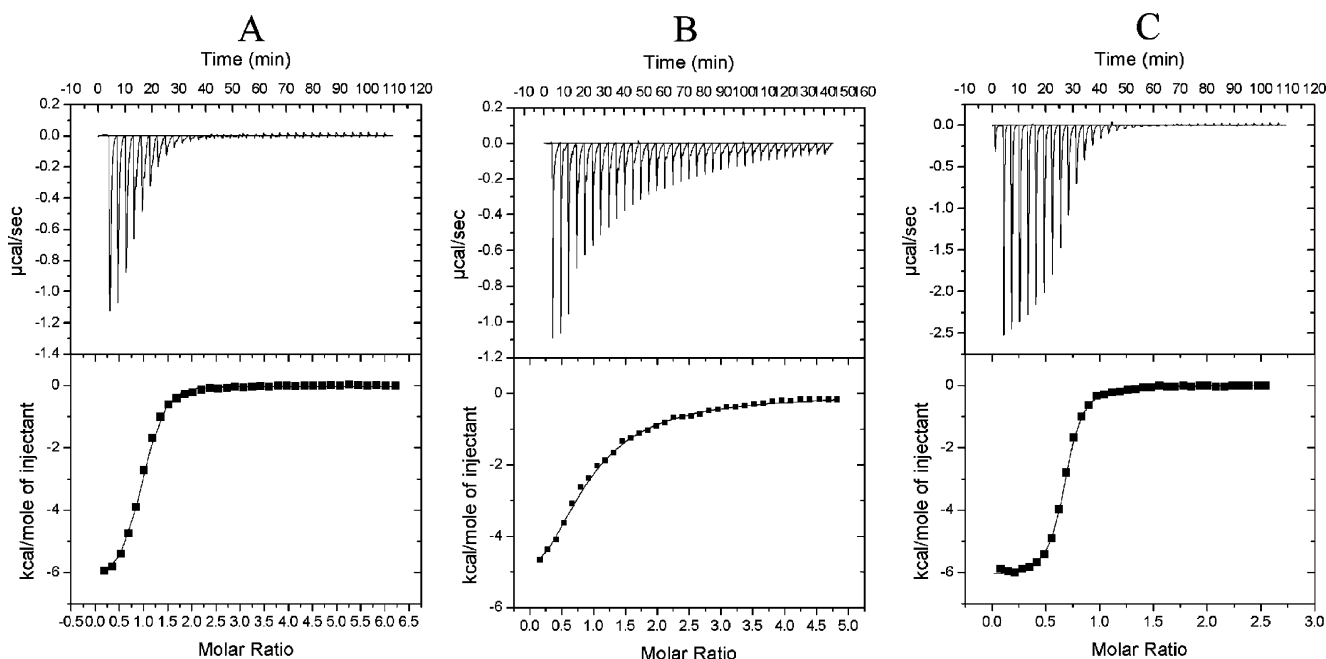 A
Time (min)
-10 0 10 20 30 40 50 60 70 80 90 100 110 120
0.2
0.0
-0.2
-0.4
-0.6
-0.8
-1.0
-1.2
-1.4
µcal/sec
0
-2
-4
-6
kcal/mole of injectant
-0.5 0.0 0.5 1.0 1.5 2.0 2.5 3.0 3.5 4.0 4.5 5.0 5.5 6.0 6.5
Molar Ratio
B
Time (min)
-10 0 10 20 30 40 50 60 70 80 90 100 110 120 130 140 150 160
0.2
0.0
-0.2
-0.4
-0.6
-0.8
-1.0
-1.2
µcal/sec
0
-2
-4
-6
kcal/mole of injectant
0.0 0.5 1.0 1.5 2.0 2.5 3.0 3.5 4.0 4.5 5.0
Molar Ratio
C
Time (min)
-10 0 10 20 30 40 50 60 70 80 90 100 110 120
0.0
-0.5
-1.0
-1.5
-2.0
-2.5
µcal/sec
0
-2
-4
-6
kcal/mole of injectant
0.0 0.5 1.0 1.5 2.0 2.5 3.0
Molar Ratio